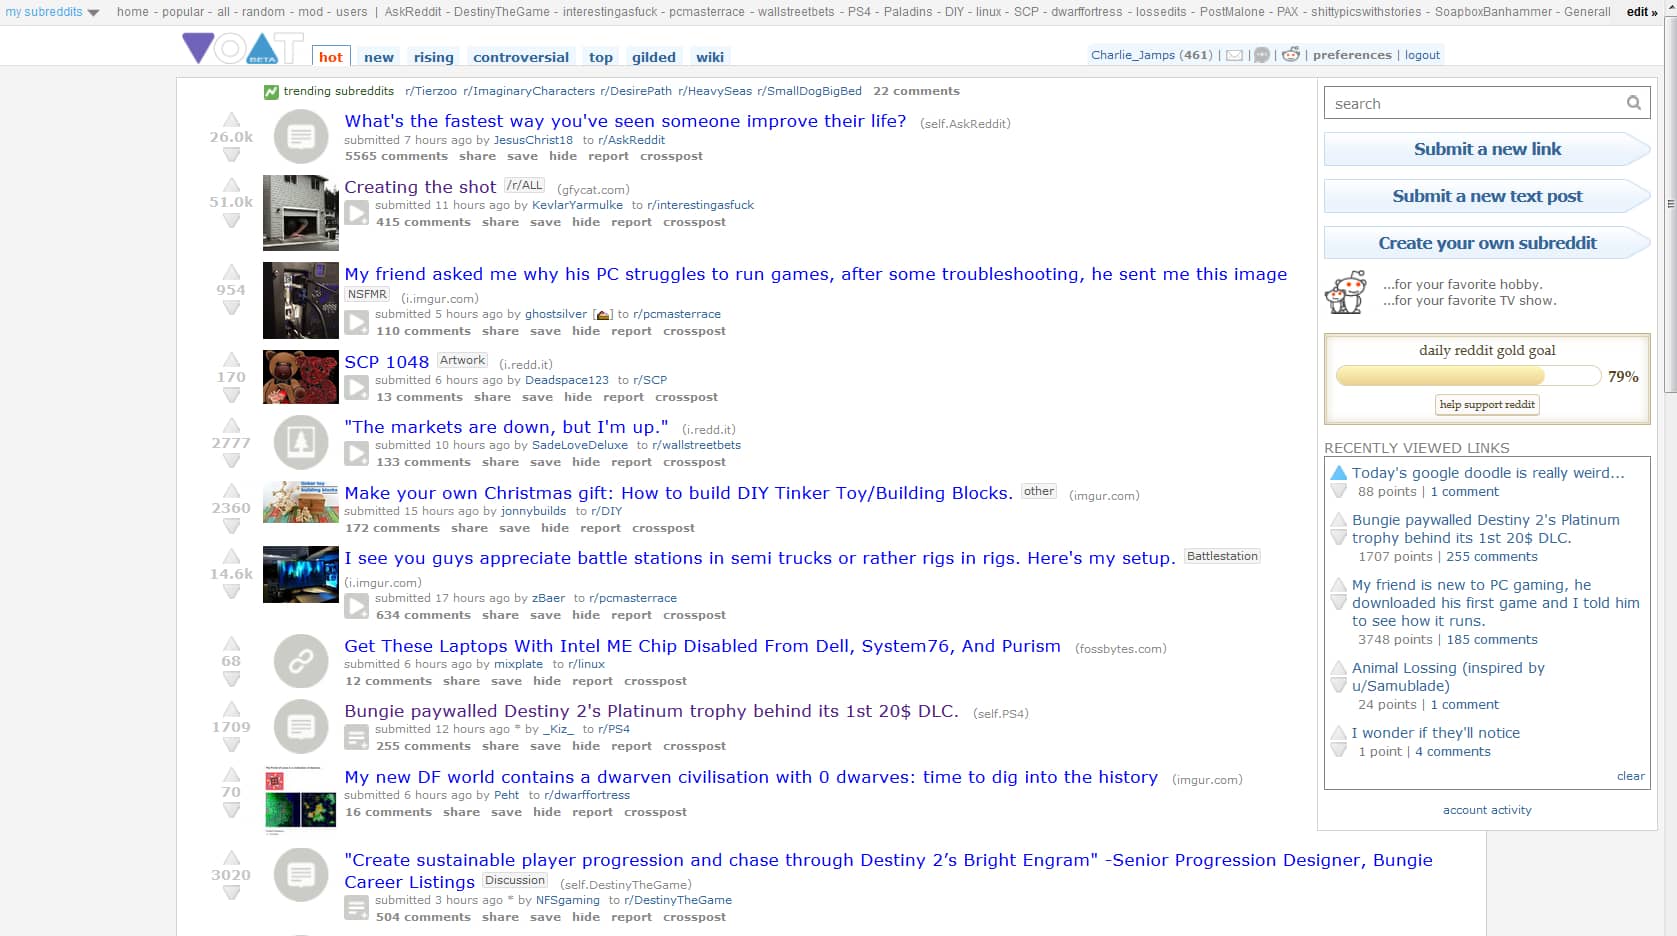 my subreddits home - popular - all - random - mod - users | AskReddit - DestinyTheGame - interestingasfuck - pcmasterrace - wallstreetbets - PS4 - Paladins - DIY - linux - SCP - dwarffortress - lossedits - PostMalone - PAX - shittypicswithstories - SoapboxBanhammer - Generall edit »
VOAT BETA hot new rising controversial top gilded wiki Charlie_Jamps (461) | | | | preferences | logout
trending subreddits r/Tierzoo r/ImaginaryCharacters r/DesirePath r/HeavySeas r/SmallDogBigBed 22 comments
26.0k
What's the fastest way you've seen someone improve their life? (self.AskReddit)
submitted 7 hours ago by JesusChrist18 to r/AskReddit
5565 comments share save hide report crosspost
51.0k
Creating the shot /r/ALL (gfycat.com)
submitted 11 hours ago by KevlarYarmulke to r/interestingasfuck
415 comments share save hide report crosspost
954
My friend asked me why his PC struggles to run games, after some troubleshooting, he sent me this image
NSFMR (i.imgur.com)
submitted 5 hours ago by ghostsilver [] to r/pcmasterrace
110 comments share save hide report crosspost
170
SCP 1048 Artwork (i.redd.it)
submitted 6 hours ago by Deadspace123 to r/SCP
13 comments share save hide report crosspost
2777
"The markets are down, but I'm up." (i.redd.it)
submitted 10 hours ago by SadeLoveDeluxe to r/wallstreetbets
133 comments share save hide report crosspost
2360
tinker toy
building blocks
Make your own Christmas gift: How to build DIY Tinker Toy/Building Blocks. other (imgur.com)
submitted 15 hours ago by jonnybuilds to r/DIY
172 comments share save hide report crosspost
14.6k
I see you guys appreciate battle stations in semi trucks or rather rigs in rigs. Here's my setup. Battlestation
(i.imgur.com)
submitted 17 hours ago by zBaer to r/pcmasterrace
634 comments share save hide report crosspost
68
Get These Laptops With Intel ME Chip Disabled From Dell, System76, And Purism (fossbytes.com)
submitted 6 hours ago by mixplate to r/linux
12 comments share save hide report crosspost
1709
Bungie paywalled Destiny 2's Platinum trophy behind its 1st 20$ DLC. (self.PS4)
submitted 12 hours ago * by _Kiz_ to r/PS4
255 comments share save hide report crosspost
70
My new DF world contains a dwarven civilisation with 0 dwarves: time to dig into the history (imgur.com)
submitted 6 hours ago by Peht to r/dwarffortress
16 comments share save hide report crosspost
3020
"Create sustainable player progression and chase through Destiny 2’s Bright Engram" -Senior Progression Designer, Bungie
Career Listings Discussion (self.DestinyTheGame)
submitted 3 hours ago * by NFSgaming to r/DestinyTheGame
504 comments share save hide report crosspost
search
Submit a new link
Submit a new text post
Create your own subreddit
...for your favorite hobby.
...for your favorite TV show.
daily reddit gold goal
79%
help support reddit
RECENTLY VIEWED LINKS
Today's google doodle is really weird...
88 points | 1 comment
Bungie paywalled Destiny 2's Platinum
trophy behind its 1st 20$ DLC.
1707 points | 255 comments
My friend is new to PC gaming, he
downloaded his first game and I told him
to see how it runs.
3748 points | 185 comments
Animal Lossing (inspired by
u/Samublade)
24 points | 1 comment
I wonder if they'll notice
1 point | 4 comments
clear
account activity